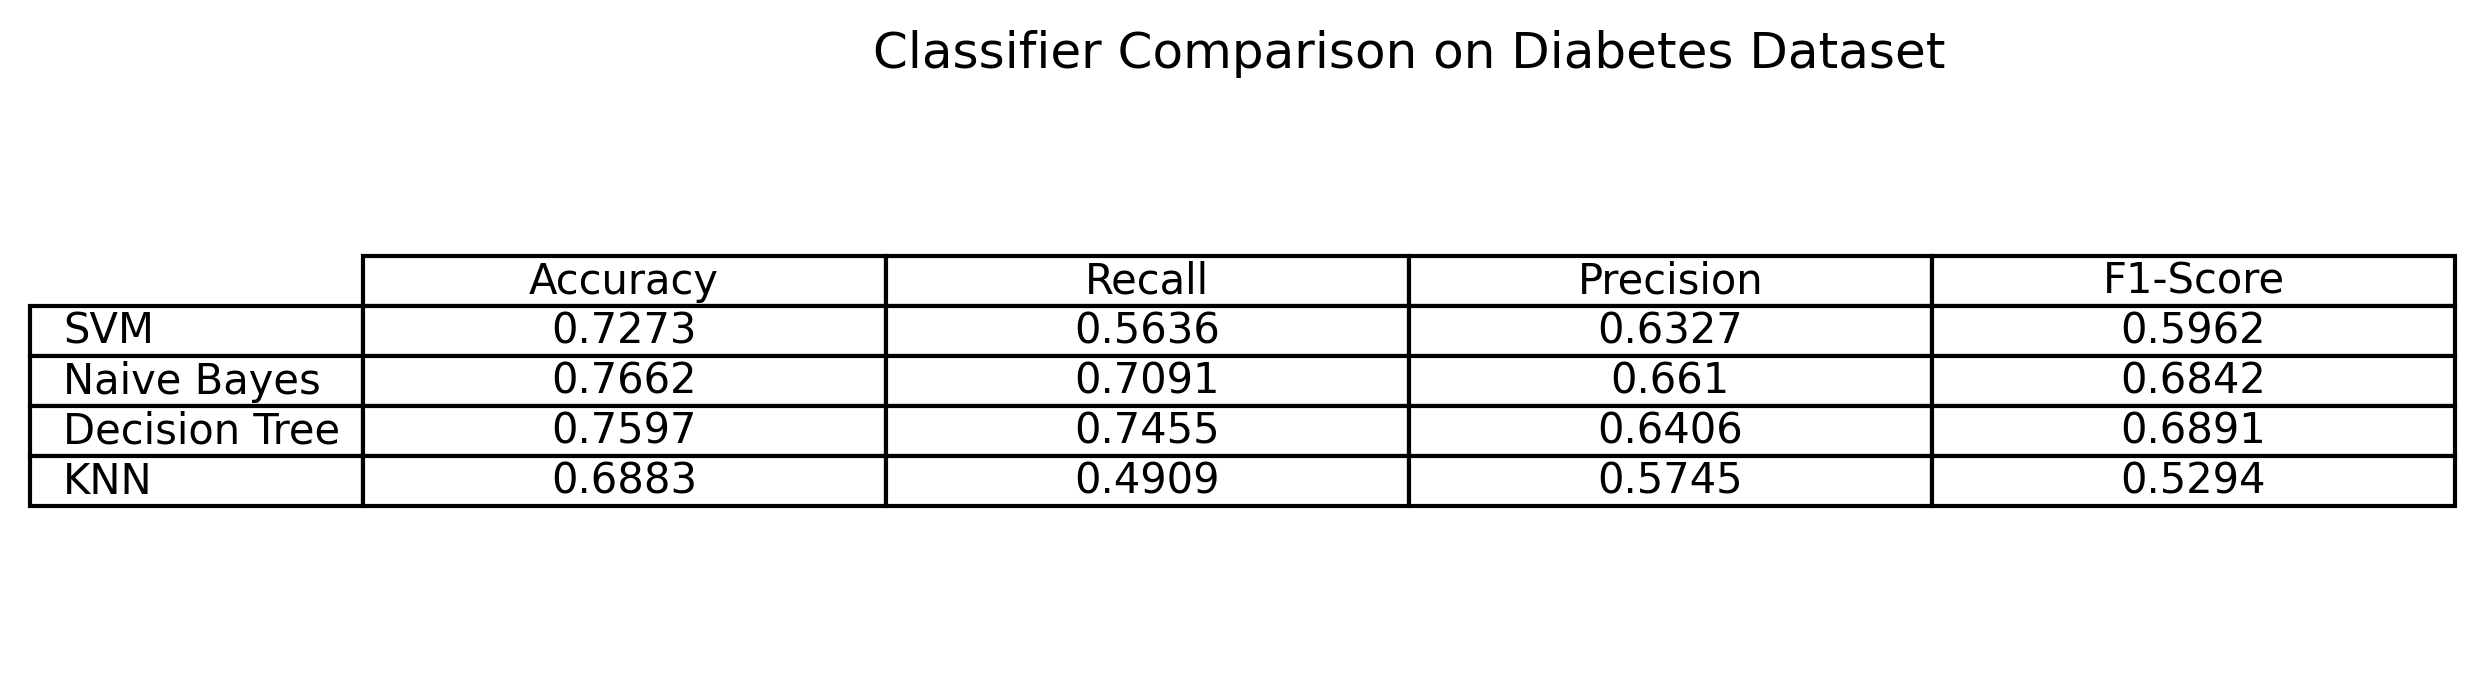 Classifier Comparison on Diabetes Dataset
Accuracy Recall Precision F1-Score
SVM 0.7273 0.5636 0.6327 0.5962
Naive Bayes 0.7662 0.7091 0.661 0.6842
Decision Tree 0.7597 0.7455 0.6406 0.6891
KNN 0.6883 0.4909 0.5745 0.5294